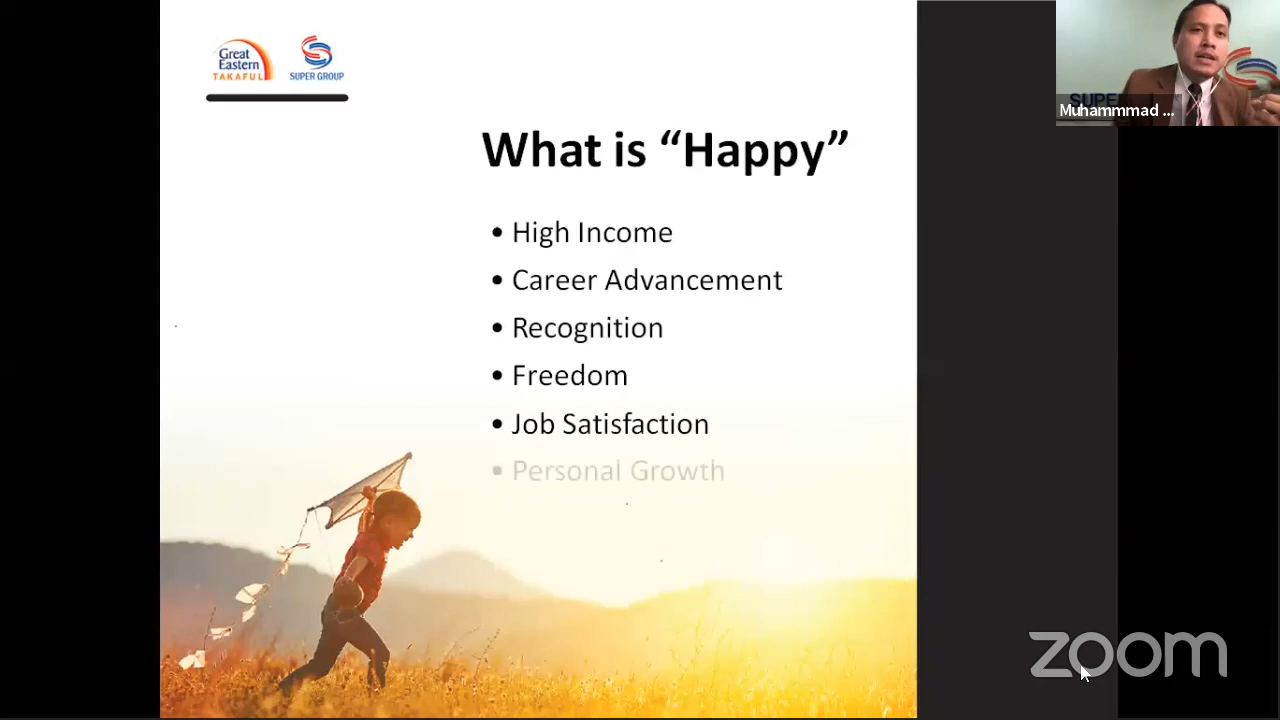 Great
Eastern
TAKAFUL
SUPER GROUP
What is “Happy”
• High Income
• Career Advancement
• Recognition
• Freedom
• Job Satisfaction
• Personal Growth
SUPE
Muhammmad ...
zoom